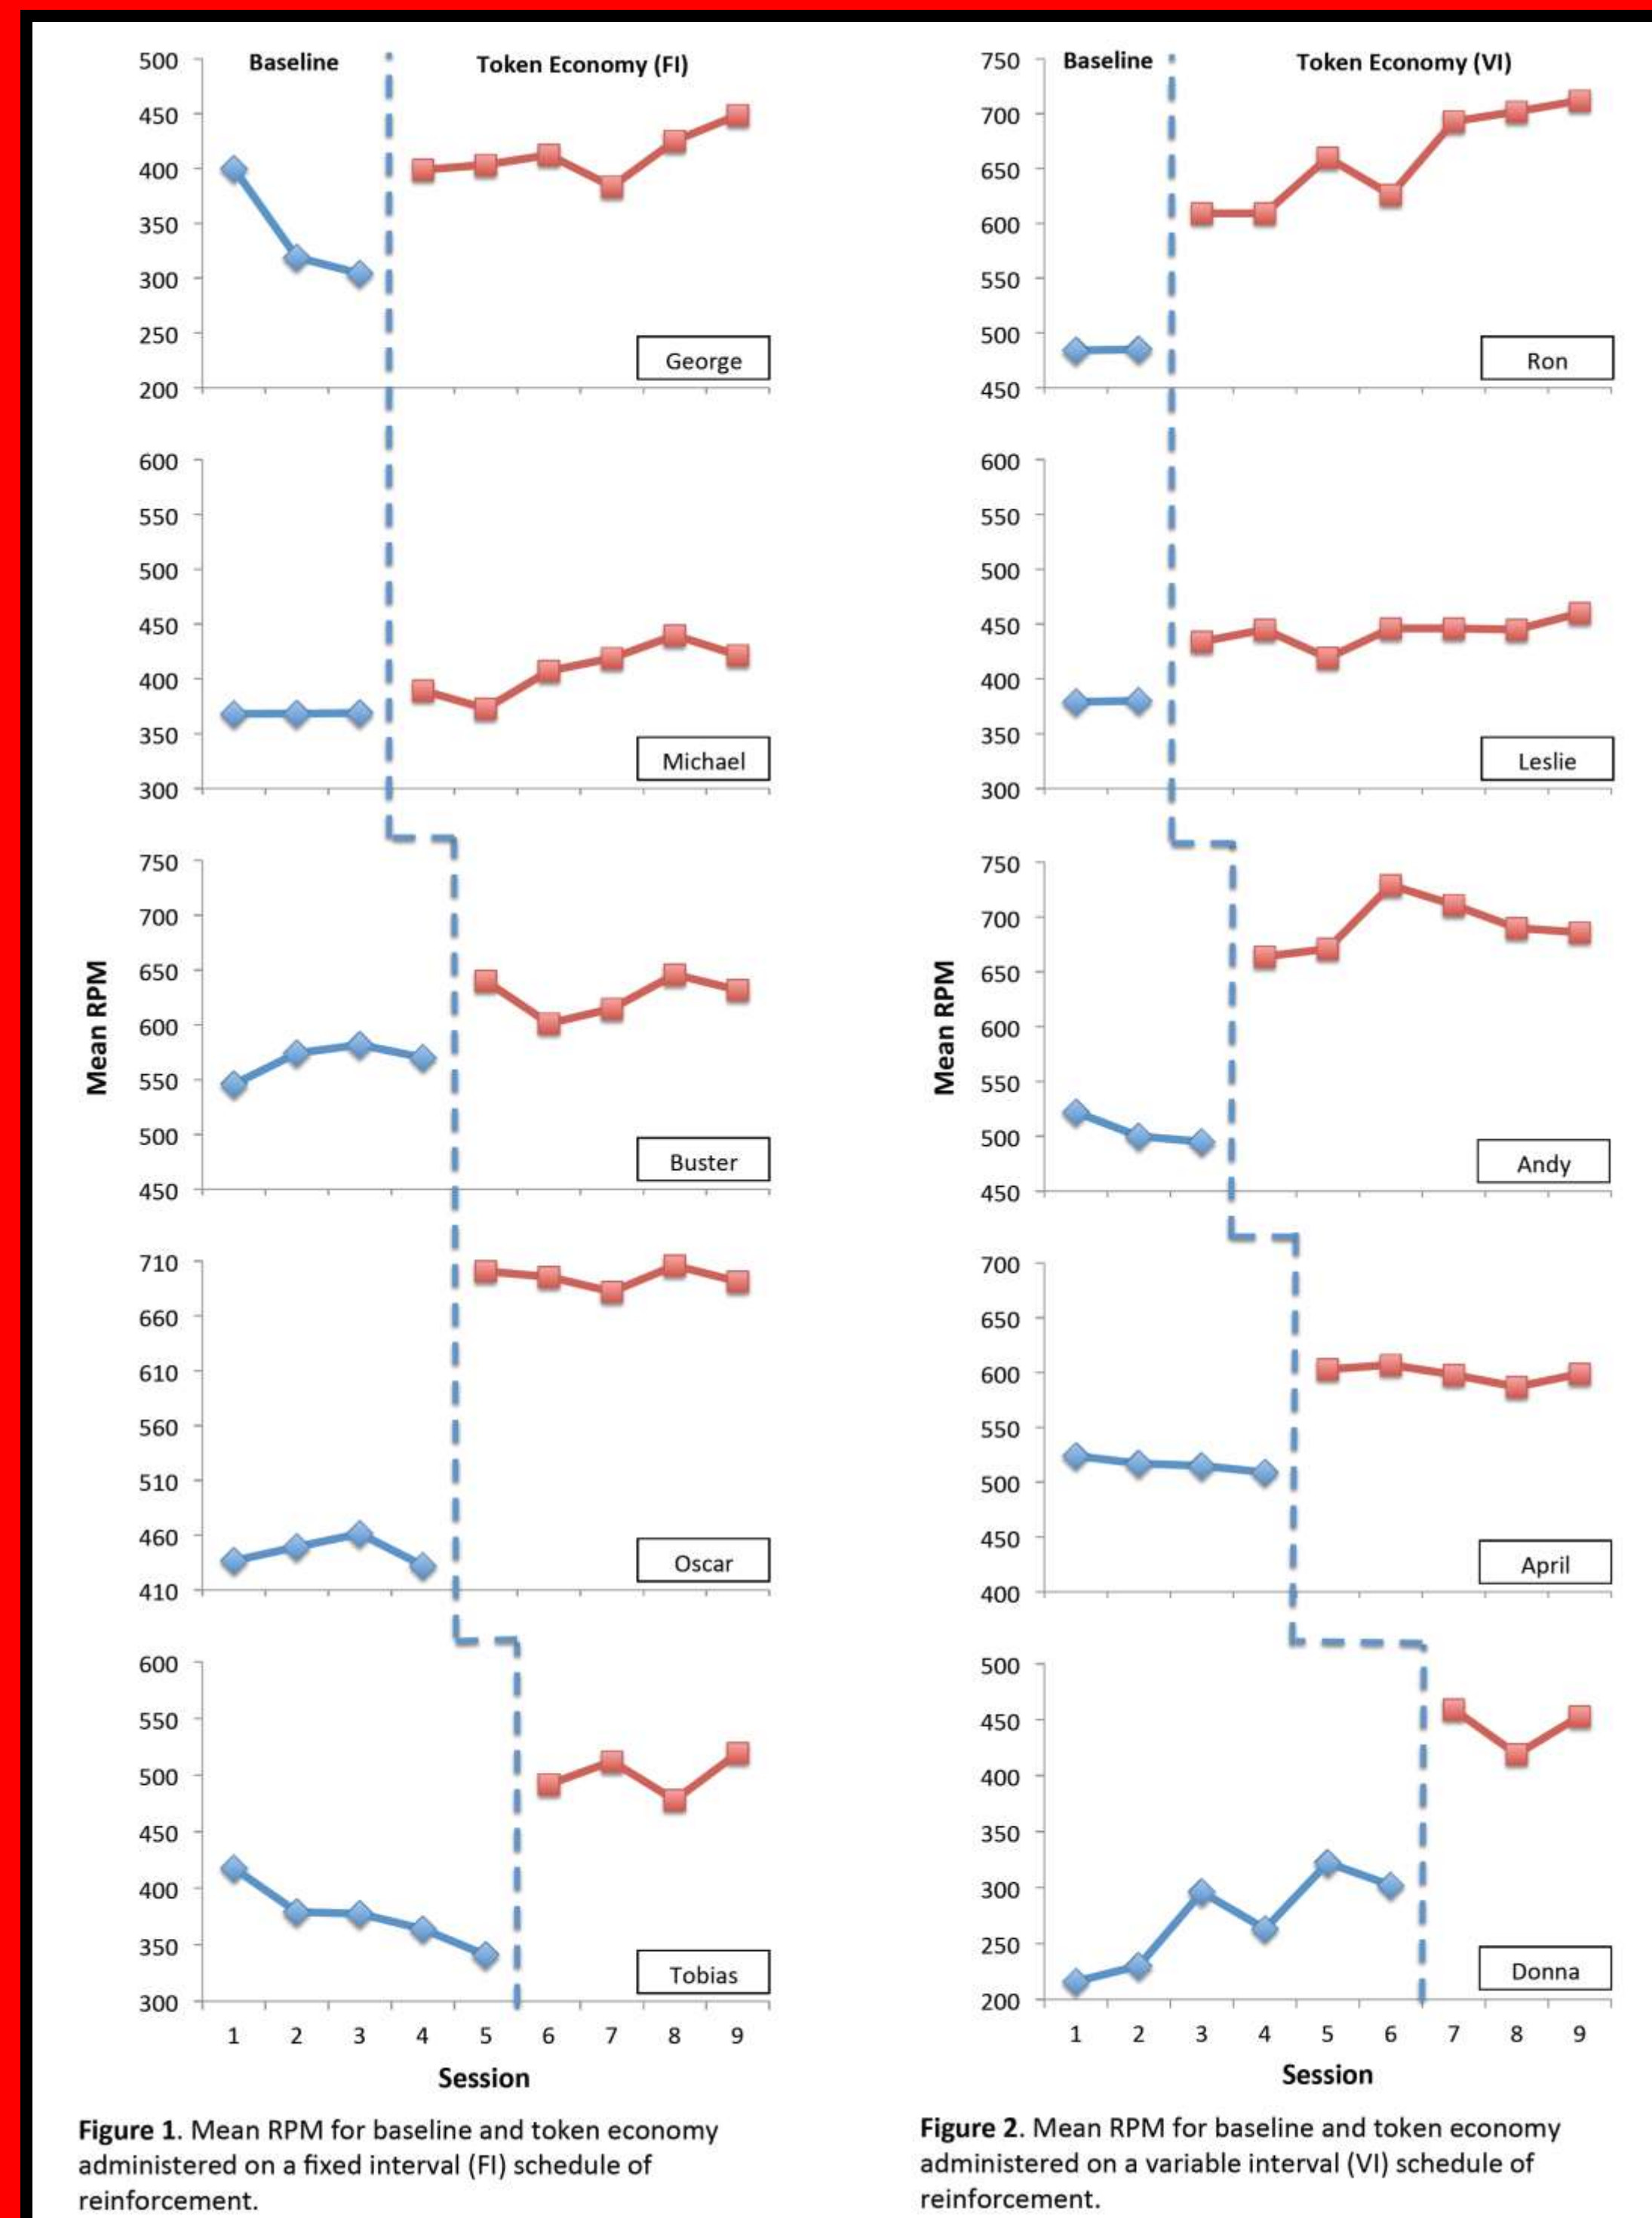 Baseline
Token Economy (FI)
500
450
400
350
300
250
200
George
600
550
500
450
400
350
300
Michael
750
700
650
600
550
500
450
Buster
710
660
610
560
510
460
410
Oscar
600
550
500
450
400
350
300
Tobias
Mean RPM
1 2 3 4 5 6 7 8 9
Session
Figure 1. Mean RPM for baseline and token economy
administered on a fixed interval (FI) schedule of
reinforcement.
Baseline
Token Economy (VI)
750
700
650
600
550
500
450
Ron
600
550
500
450
400
350
300
Leslie
750
700
650
600
550
500
450
Andy
700
650
600
550
500
450
400
April
500
450
400
350
300
250
200
Donna
Mean RPM
1 2 3 4 5 6 7 8 9
Session
Figure 2. Mean RPM for baseline and token economy
administered on a variable interval (VI) schedule of
reinforcement.